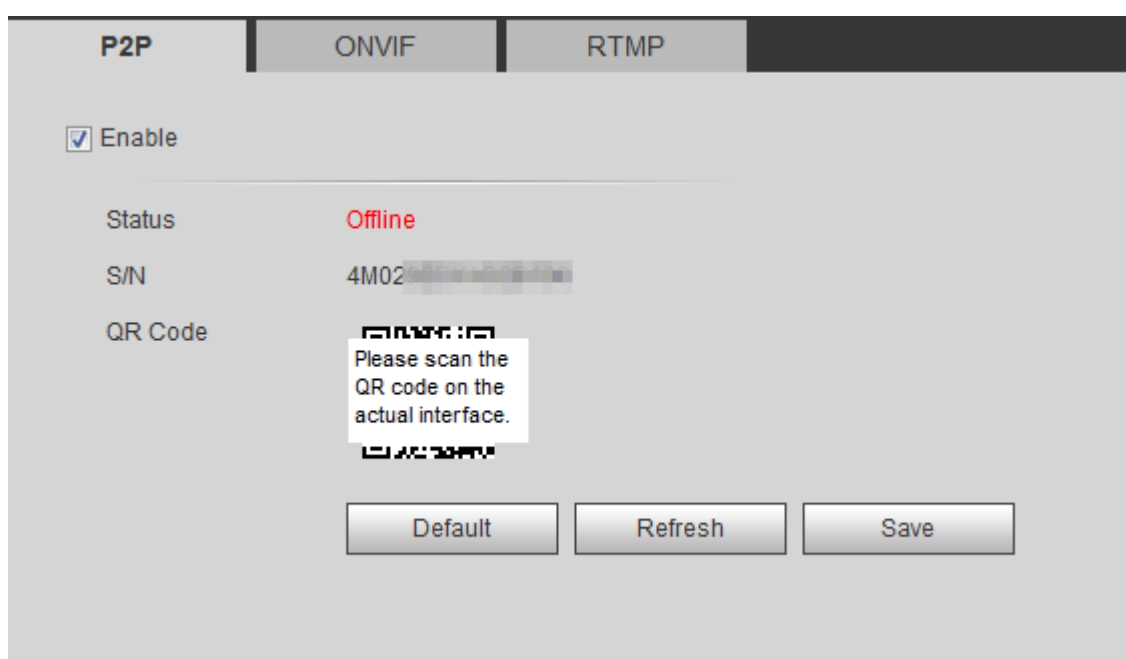 P2P ONVIF RTMP
Enable
Status Offline
S/N 4M02
QR Code
Please scan the
QR code on the
actual interface.
Default Refresh Save